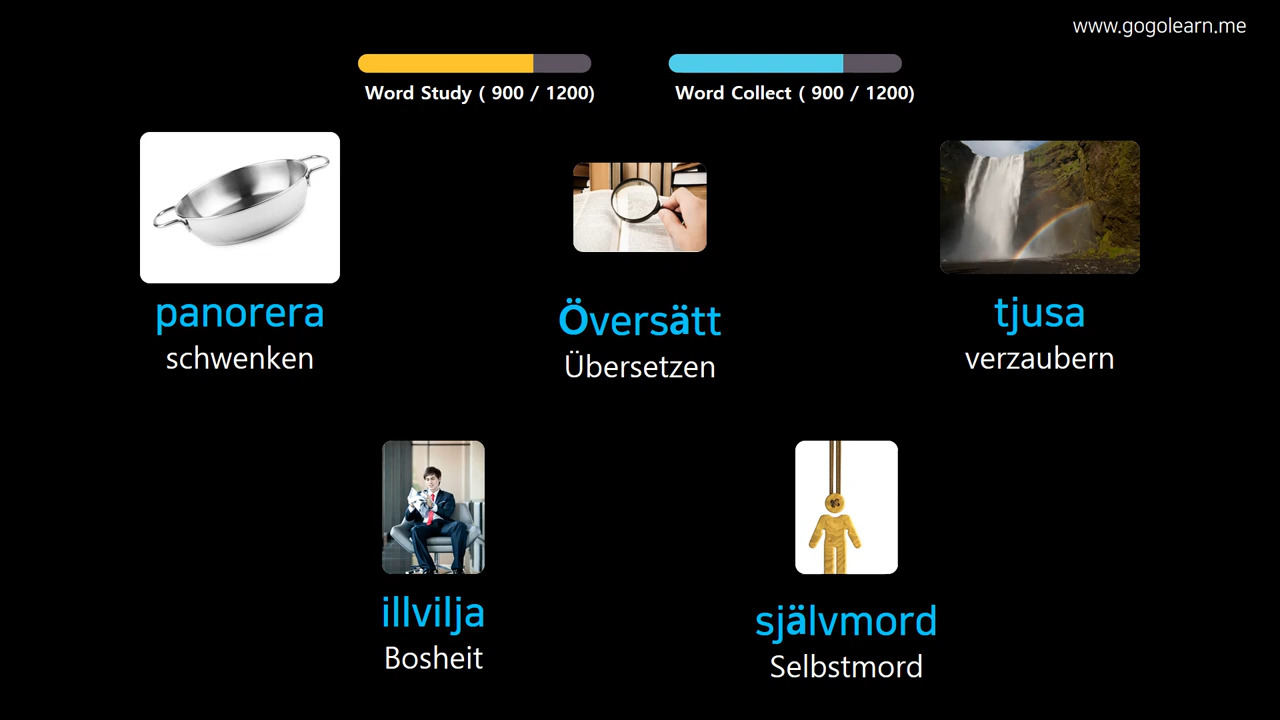 www.gogolearn.me
Word Study ( 900 / 1200)
Word Collect ( 900 / 1200)
panorera
schwenken
Översätt
Übersetzen
tjusa
verzaubern
illvilja
Bosheit
självmord
Selbstmord